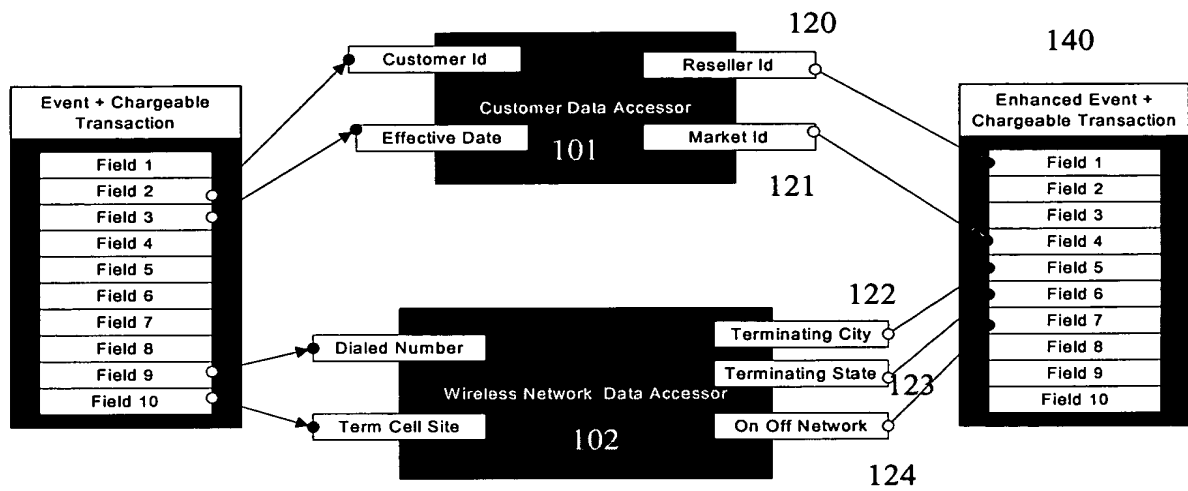 120
140
Customer Id
Reseller Id
Event + Chargeable
Transaction
Customer Data Accessor
Enhanced Event +
Chargeable Transaction
Effective Date
101
Market Id
121
Field 1
Field 2
Field 3
Field 4
Field 5
Field 6
Field 7
Field 8
Field 9
Field 10
Field 1
Field 2
Field 3
Field 4
Field 5
Field 6
Field 7
Field 8
Field 9
Field 10
122
Dialed Number
Terminating City
Terminating State
123
Wireless Network Data Accessor
Term Cell Site
102
On Off Network
124